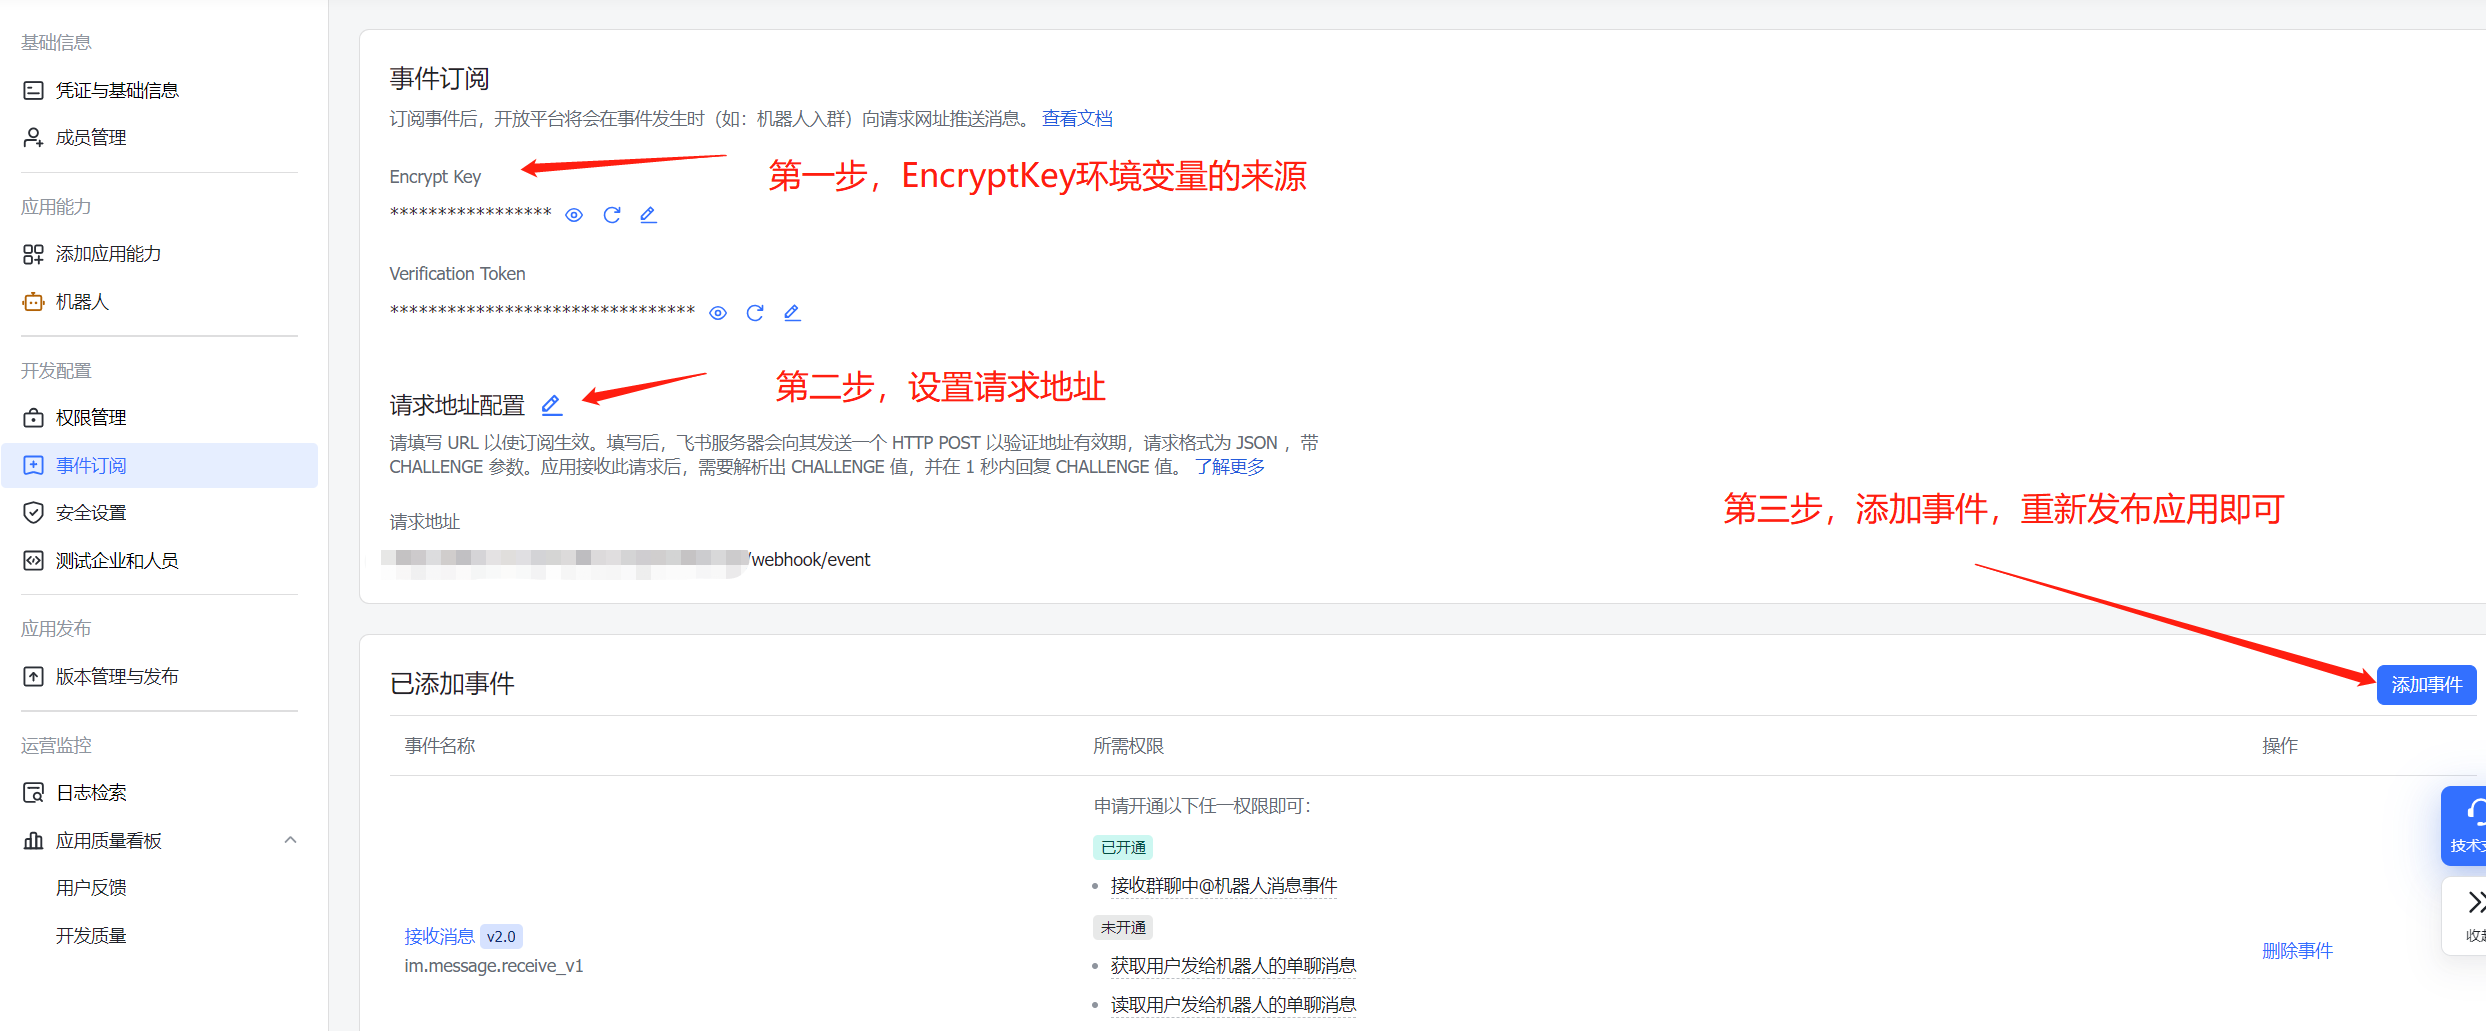 基础信息
凭证与基础信息
成员管理
应用能力
添加应用能力
机器人
开发配置
权限管理
事件订阅
安全设置
测试企业和人员
应用发布
版本管理与发布
运营监控
日志检索
应用质量看板
用户反馈
开发质量
事件订阅
订阅事件后，开放平台将会在事件发生时（如：机器人入群）向请求网址推送消息。 查看文档
Encrypt Key
第一步，EncryptKey环境变量的来源
*****************
Verification Token
********************************
请求地址配置
第二步，设置请求地址
请填写 URL 以使订阅生效。填写后，飞书服务器会向其发送一个 HTTP POST 以验证地址有效期，请求格式为 JSON ，带
CHALLENGE 参数。应用接收此请求后，需要解析出 CHALLENGE 值，并在 1 秒内回复 CHALLENGE 值。 了解更多
请求地址
/webhook/event
第三步，添加事件，重新发布应用即可
已添加事件
添加事件
事件名称 所需权限 操作
申请开通以下任一权限即可：
已开通
• 接收群聊中@机器人消息事件
未开通
• 获取用户发给机器人的单聊消息
• 读取用户发给机器人的单聊消息
接收消息 v2.0
im.message.receive_v1
删除事件
技术
收